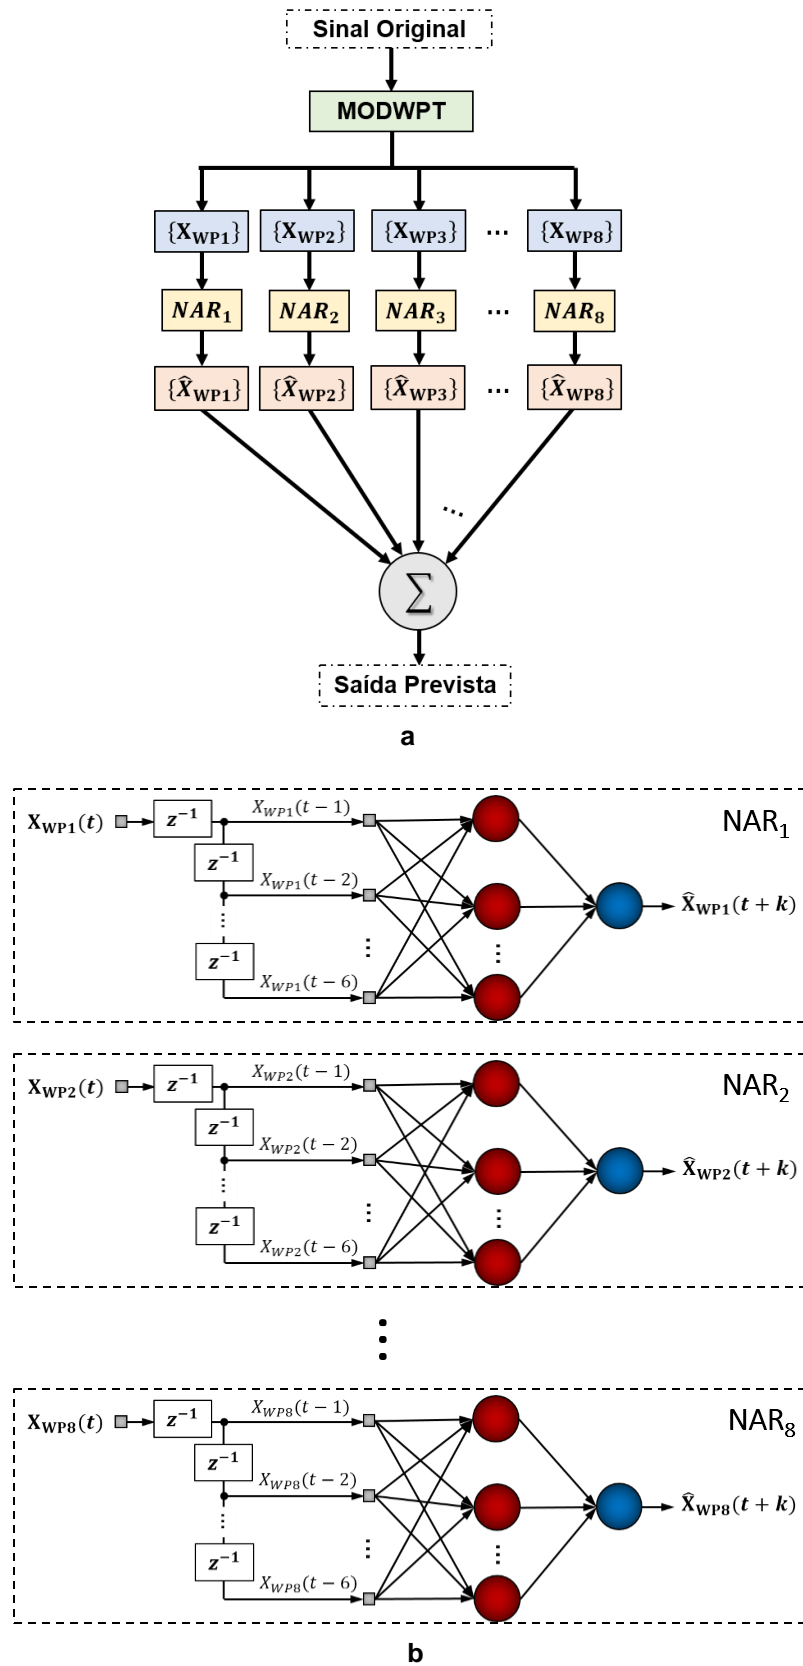 Sinal Original
MODWPT
{X_WP1} {X_WP2} {X_WP3} ... {X_WP8}
NAR_1 NAR_2 NAR_3 ... NAR_8
{X̂_WP1} {X̂_WP2} {X̂_WP3} ... {X̂_WP8}
...
∑
Saída Prevista
a
X_WP1(t) z^{-1} X_WP1(t − 1) NAR_1
z^{-1} X_WP1(t − 2)
X̂_WP1(t + k)
z^{-1} X_WP1(t − 6)
X_WP2(t) z^{-1} X_WP2(t − 1) NAR_2
z^{-1} X_WP2(t − 2)
X̂_WP2(t + k)
z^{-1} X_WP2(t − 6)
X_WP8(t) z^{-1} X_WP8(t − 1) NAR_8
z^{-1} X_WP8(t − 2)
X̂_WP8(t + k)
z^{-1} X_WP8(t − 6)
b